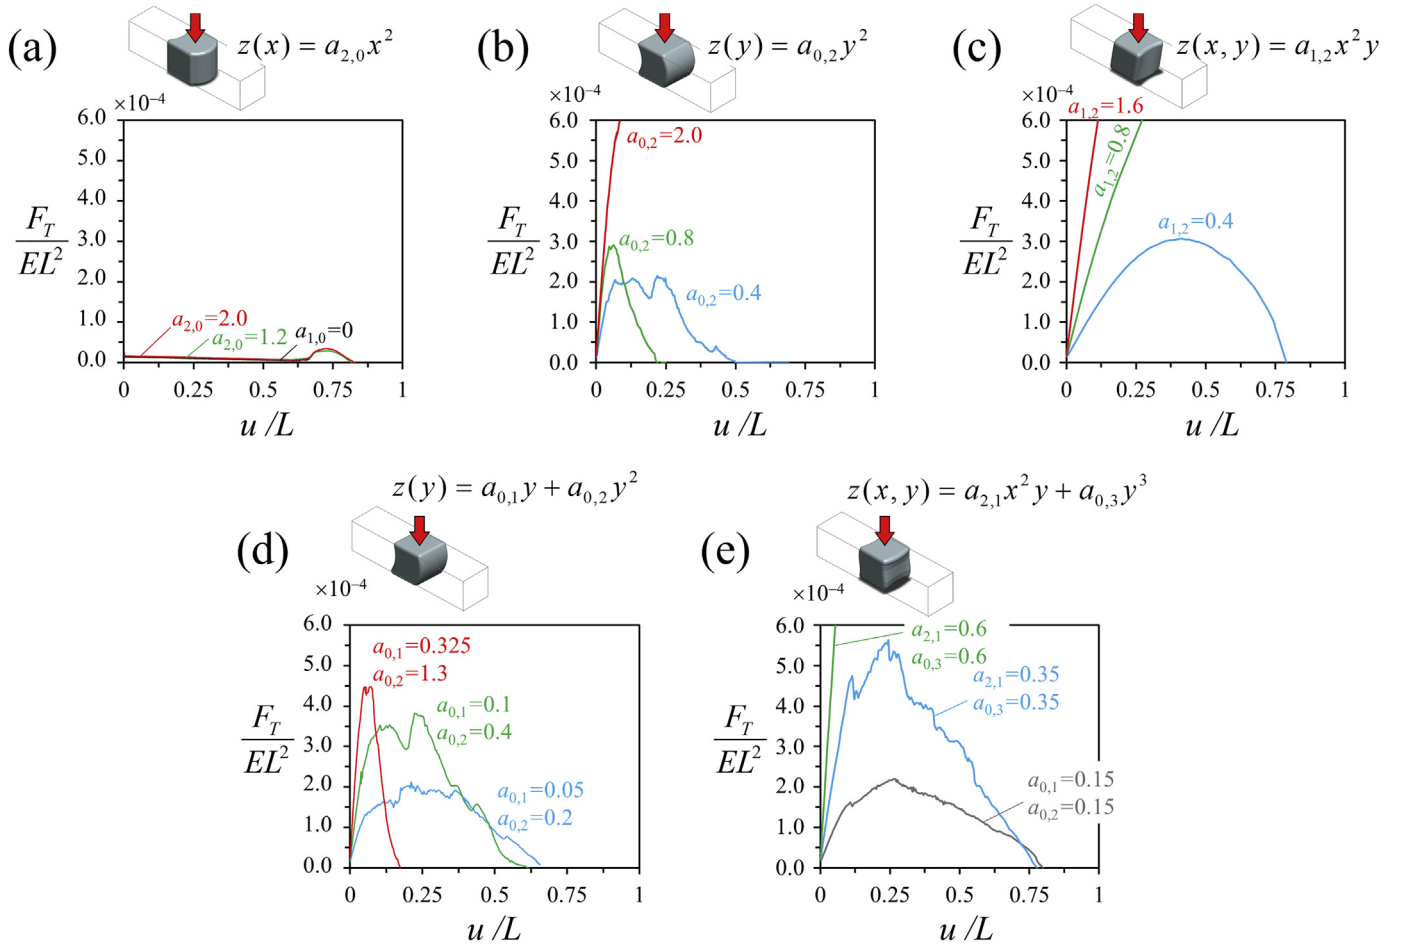 (a)
z(x) = a2,0x²
×10⁻⁴
6.0
5.0
4.0
3.0
2.0
1.0
0.0
F_T
EL²
a2,0=2.0
a2,0=1.2
a1,0=0
0 0.25 0.5 0.75 1
u /L
(b)
z(y) = a0,2y²
×10⁻⁴
6.0
5.0
4.0
3.0
2.0
1.0
0.0
F_T
EL²
a0,2=2.0
a0,2=0.8
a0,2=0.4
0 0.25 0.5 0.75 1
u /L
(c)
z(x, y) = a1,2x²y
×10⁻⁴
6.0
5.0
4.0
3.0
2.0
1.0
0.0
F_T
EL²
a1,2=1.6
a1,2=0.8
a1,2=0.4
0 0.25 0.5 0.75 1
u /L
(d)
z(y) = a0,1y + a0,2y²
×10⁻⁴
6.0
5.0
4.0
3.0
2.0
1.0
0.0
F_T
EL²
a0,1=0.325
a0,2=1.3
a0,1=0.1
a0,2=0.4
a0,1=0.05
a0,2=0.2
0 0.25 0.5 0.75 1
u /L
(e)
z(x, y) = a2,1x²y + a0,3y³
×10⁻⁴
6.0
5.0
4.0
3.0
2.0
1.0
0.0
F_T
EL²
a2,1=0.6
a0,3=0.6
a2,1=0.35
a0,3=0.35
a0,1=0.15
a0,2=0.15
0 0.25 0.5 0.75 1
u /L